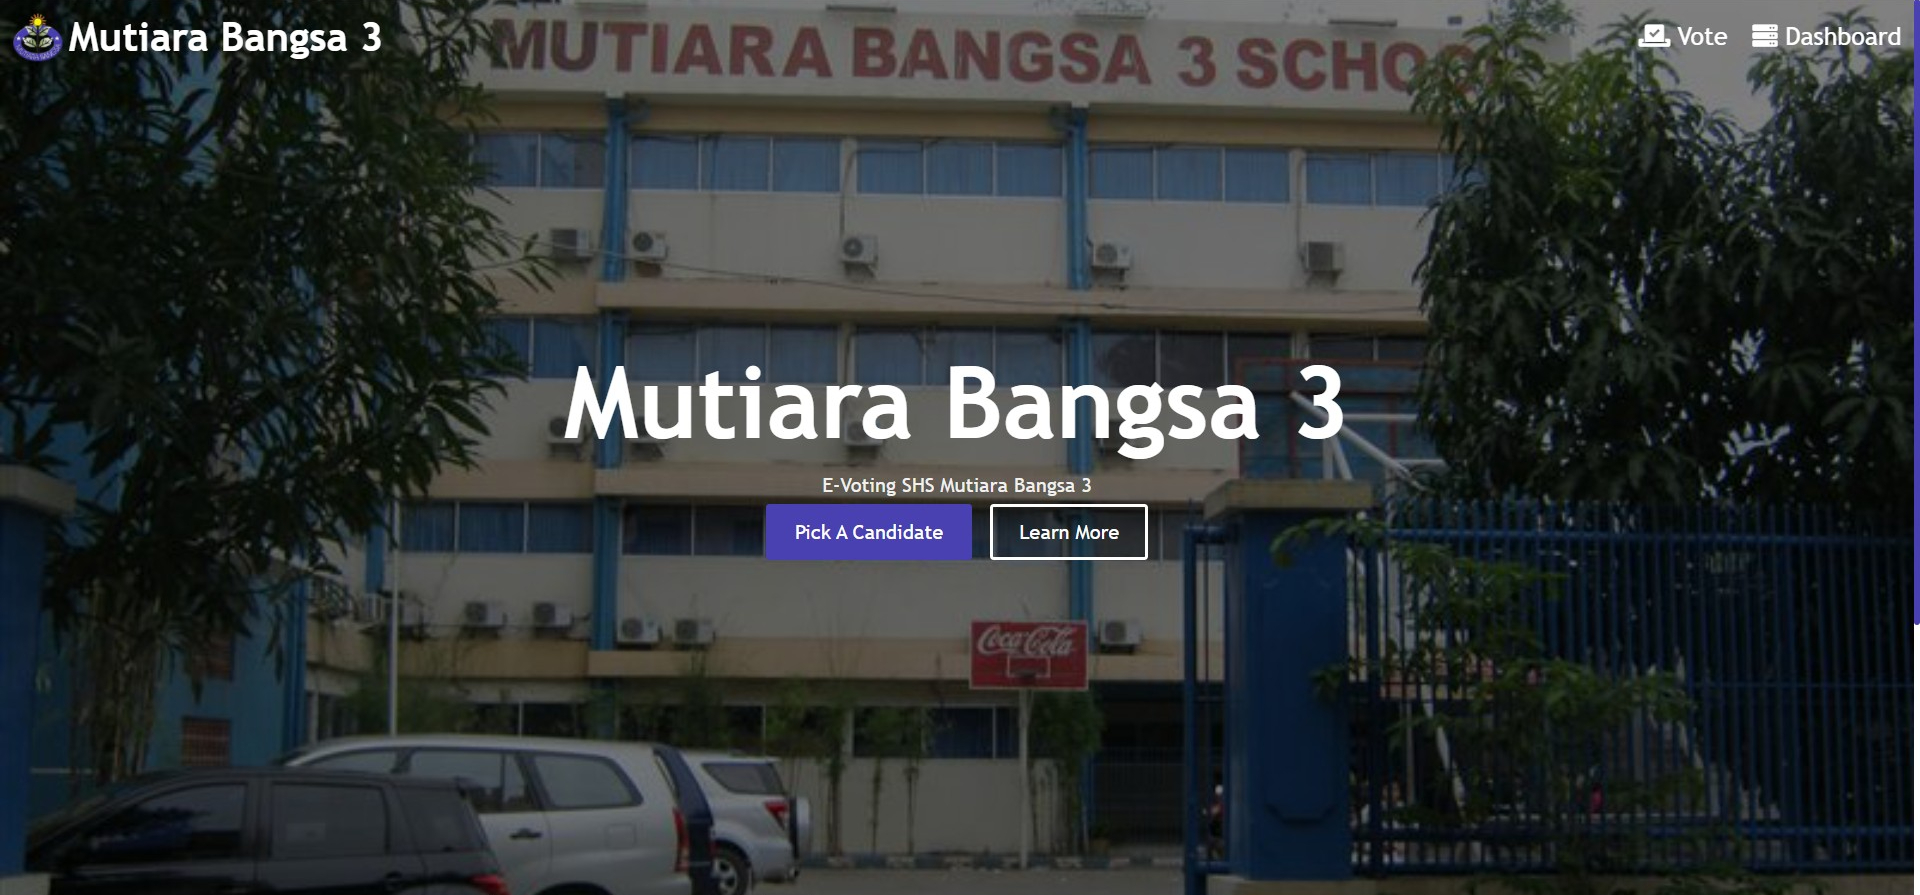 Mutiara Bangsa 3
Vote
Dashboard
MUTIARA BANGSA 3 SCHOOL
Mutiara Bangsa 3
E-Voting SHS Mutiara Bangsa 3
Pick A Candidate
Learn More
Coca-Cola